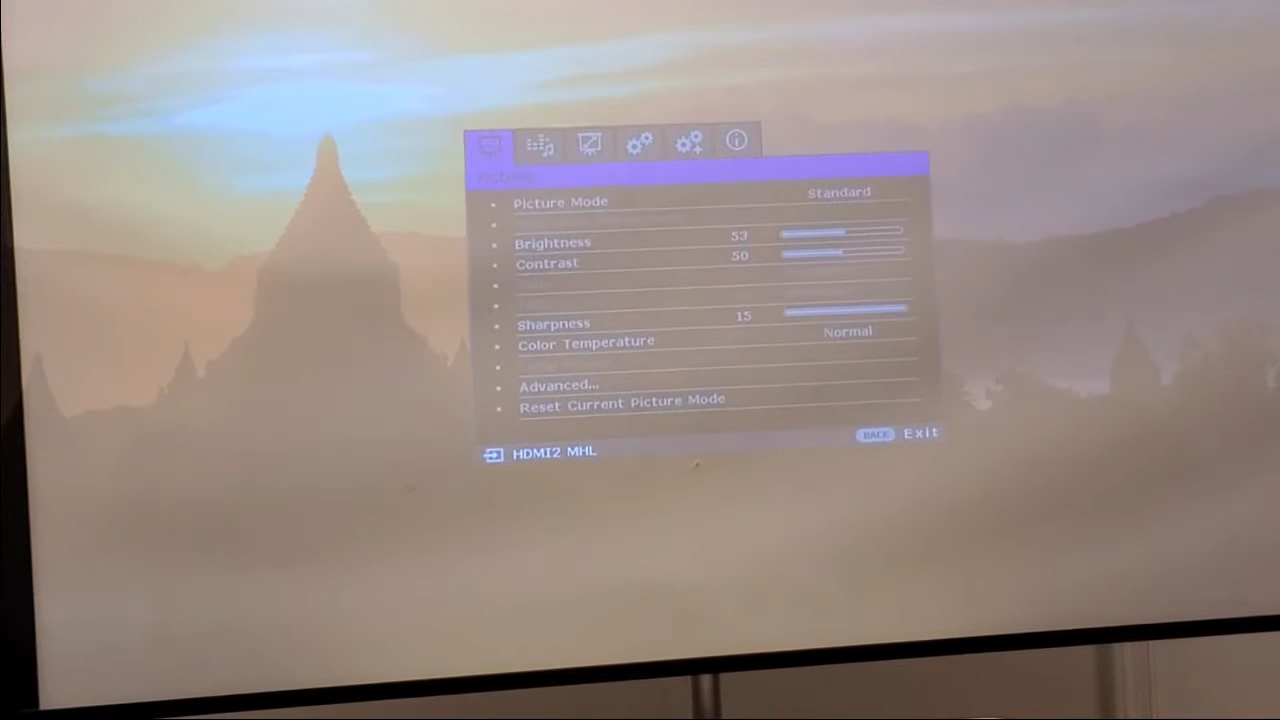 Picture
Picture Mode Standard
Brightness 53
Contrast 50
Sharpness 15
Color Temperature Normal
Advanced...
Reset Current Picture Mode
HDMI2 MHL
BACK Exit